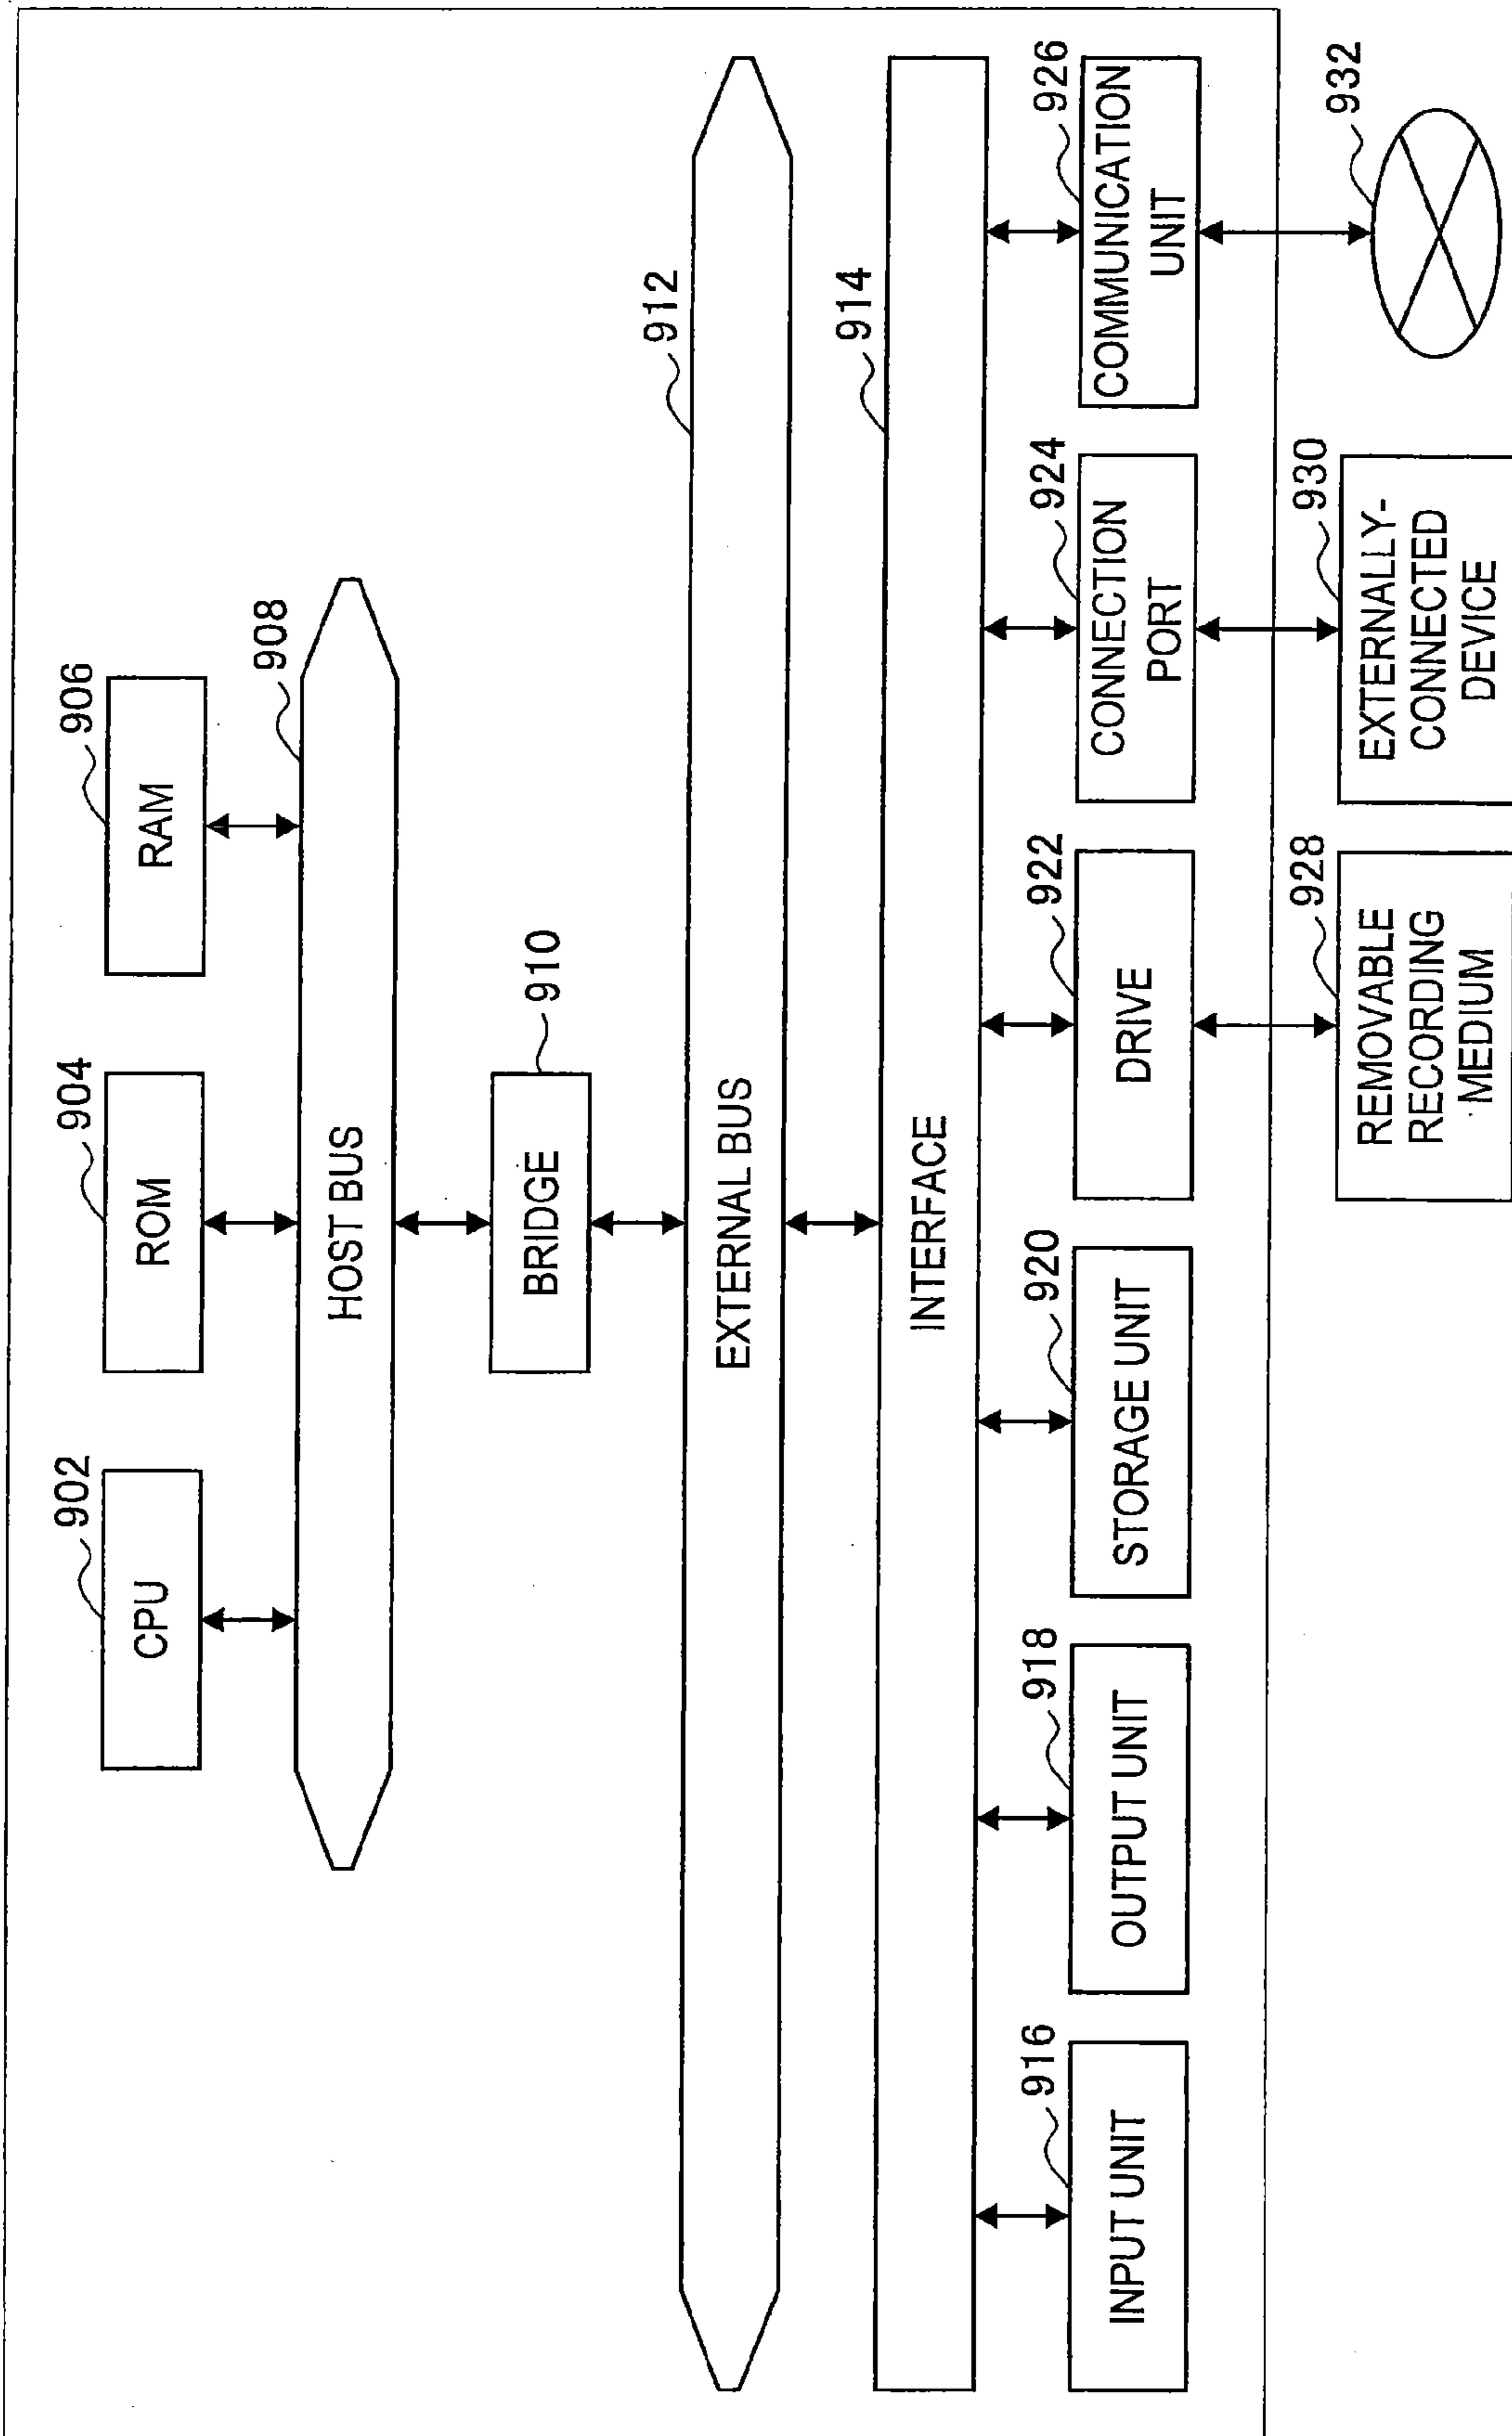 902
904
906
CPU
ROM
RAM
908
HOST BUS
910
BRIDGE
912
EXTERNAL BUS
914
INTERFACE
916
918
920
922
924
926
INPUT UNIT
OUTPUT UNIT
STORAGE UNIT
DRIVE
CONNECTION
PORT
COMMUNICATION
UNIT
928
930
932
REMOVABLE
RECORDING
MEDIUM
EXTERNALLY-
CONNECTED
DEVICE